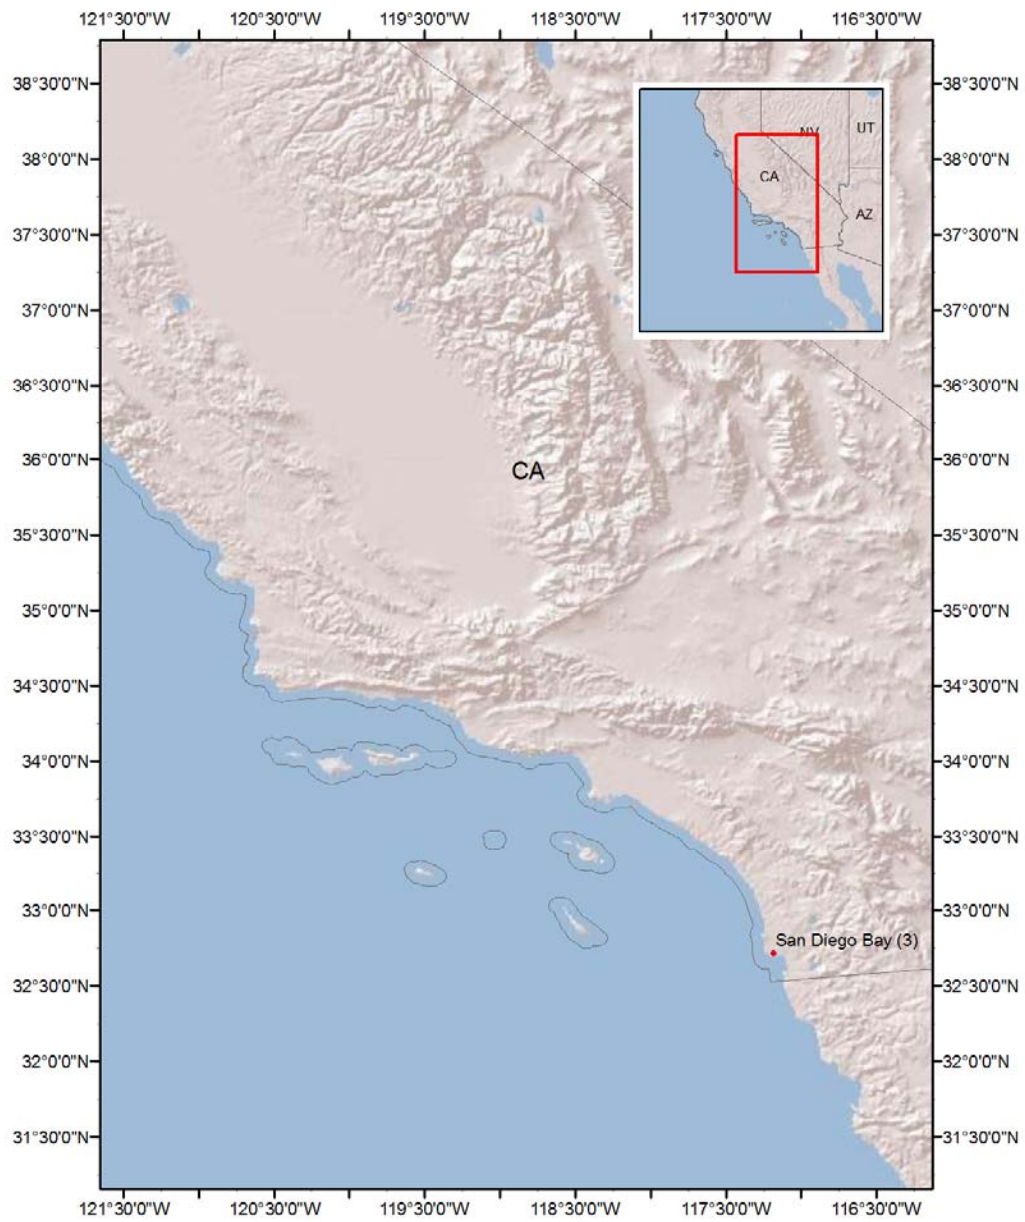 121°30'0"W 120°30'0"W 119°30'0"W 118°30'0"W 117°30'0"W 116°30'0"W
38°30'0"N 38°30'0"N
NV UT
38°0'0"N 38°0'0"N
CA
AZ
37°30'0"N 37°30'0"N
37°0'0"N 37°0'0"N
36°30'0"N 36°30'0"N
36°0'0"N CA 36°0'0"N
35°30'0"N 35°30'0"N
35°0'0"N 35°0'0"N
34°30'0"N 34°30'0"N
34°0'0"N 34°0'0"N
33°30'0"N 33°30'0"N
33°0'0"N 33°0'0"N
San Diego Bay (3)
32°30'0"N 32°30'0"N
32°0'0"N 32°0'0"N
31°30'0"N 31°30'0"N
121°30'0"W 120°30'0"W 119°30'0"W 118°30'0"W 117°30'0"W 116°30'0"W